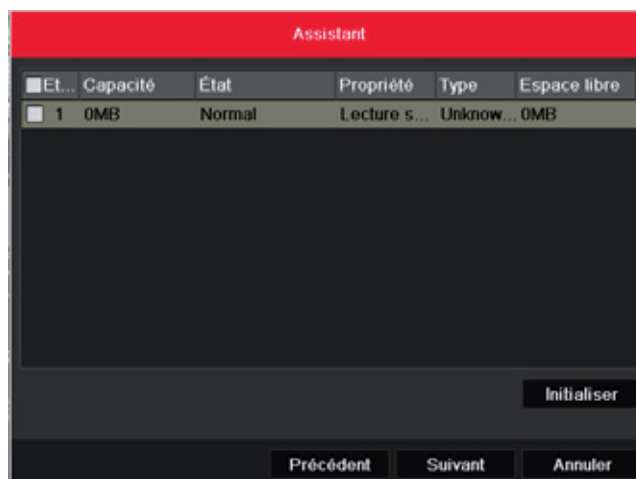 Assistant
Et... Capacité État Propriété Type Espace libre
1 0MB Normal Lecture s... Unknow... 0MB
Initialiser
Précédent Suivant Annuler